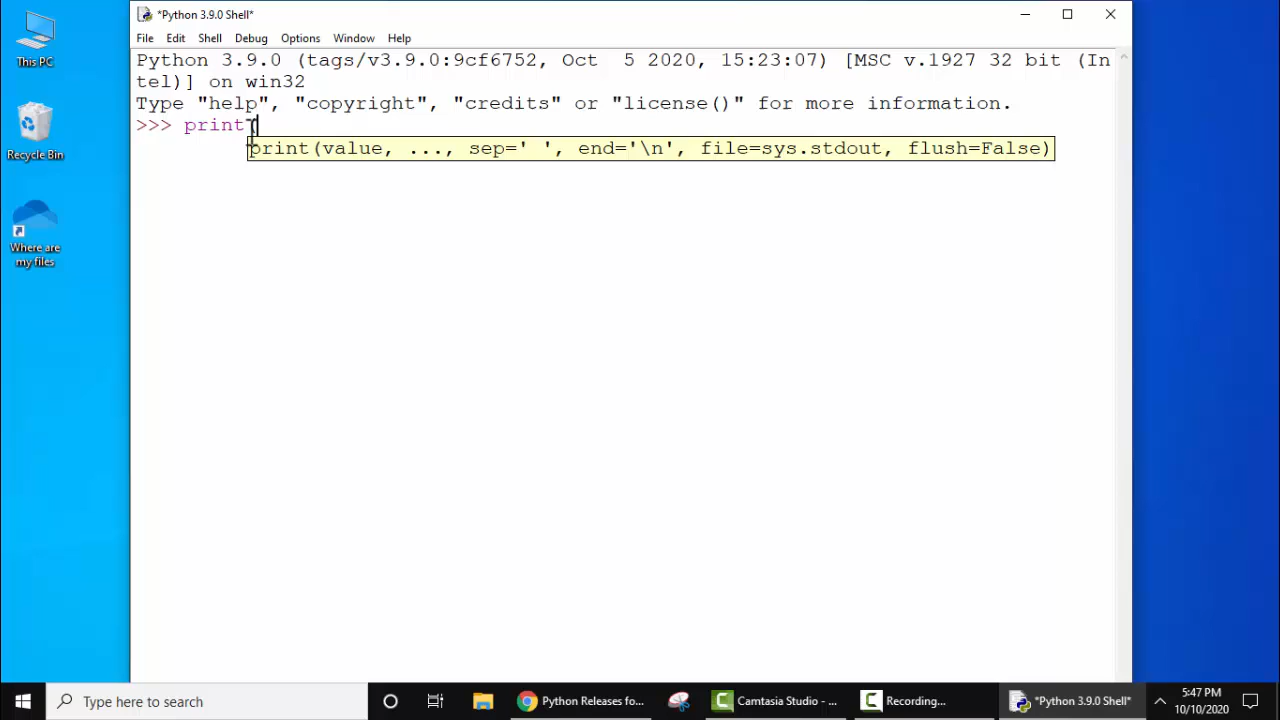 *Python 3.9.0 Shell*
File Edit Shell Debug Options Window Help
Python 3.9.0 (tags/v3.9.0:9cf6752, Oct  5 2020, 15:23:07) [MSC v.1927 32 bit (In
tel)] on win32
Type "help", "copyright", "credits" or "license()" for more information.
>>> print(
print(value, ..., sep=' ', end='\n', file=sys.stdout, flush=False)
This PC
Recycle Bin
Where are
my files
Type here to search
Python Releases fo...
Camtasia Studio - ...
Recording...
*Python 3.9.0 Shell*
5:47 PM
10/10/2020